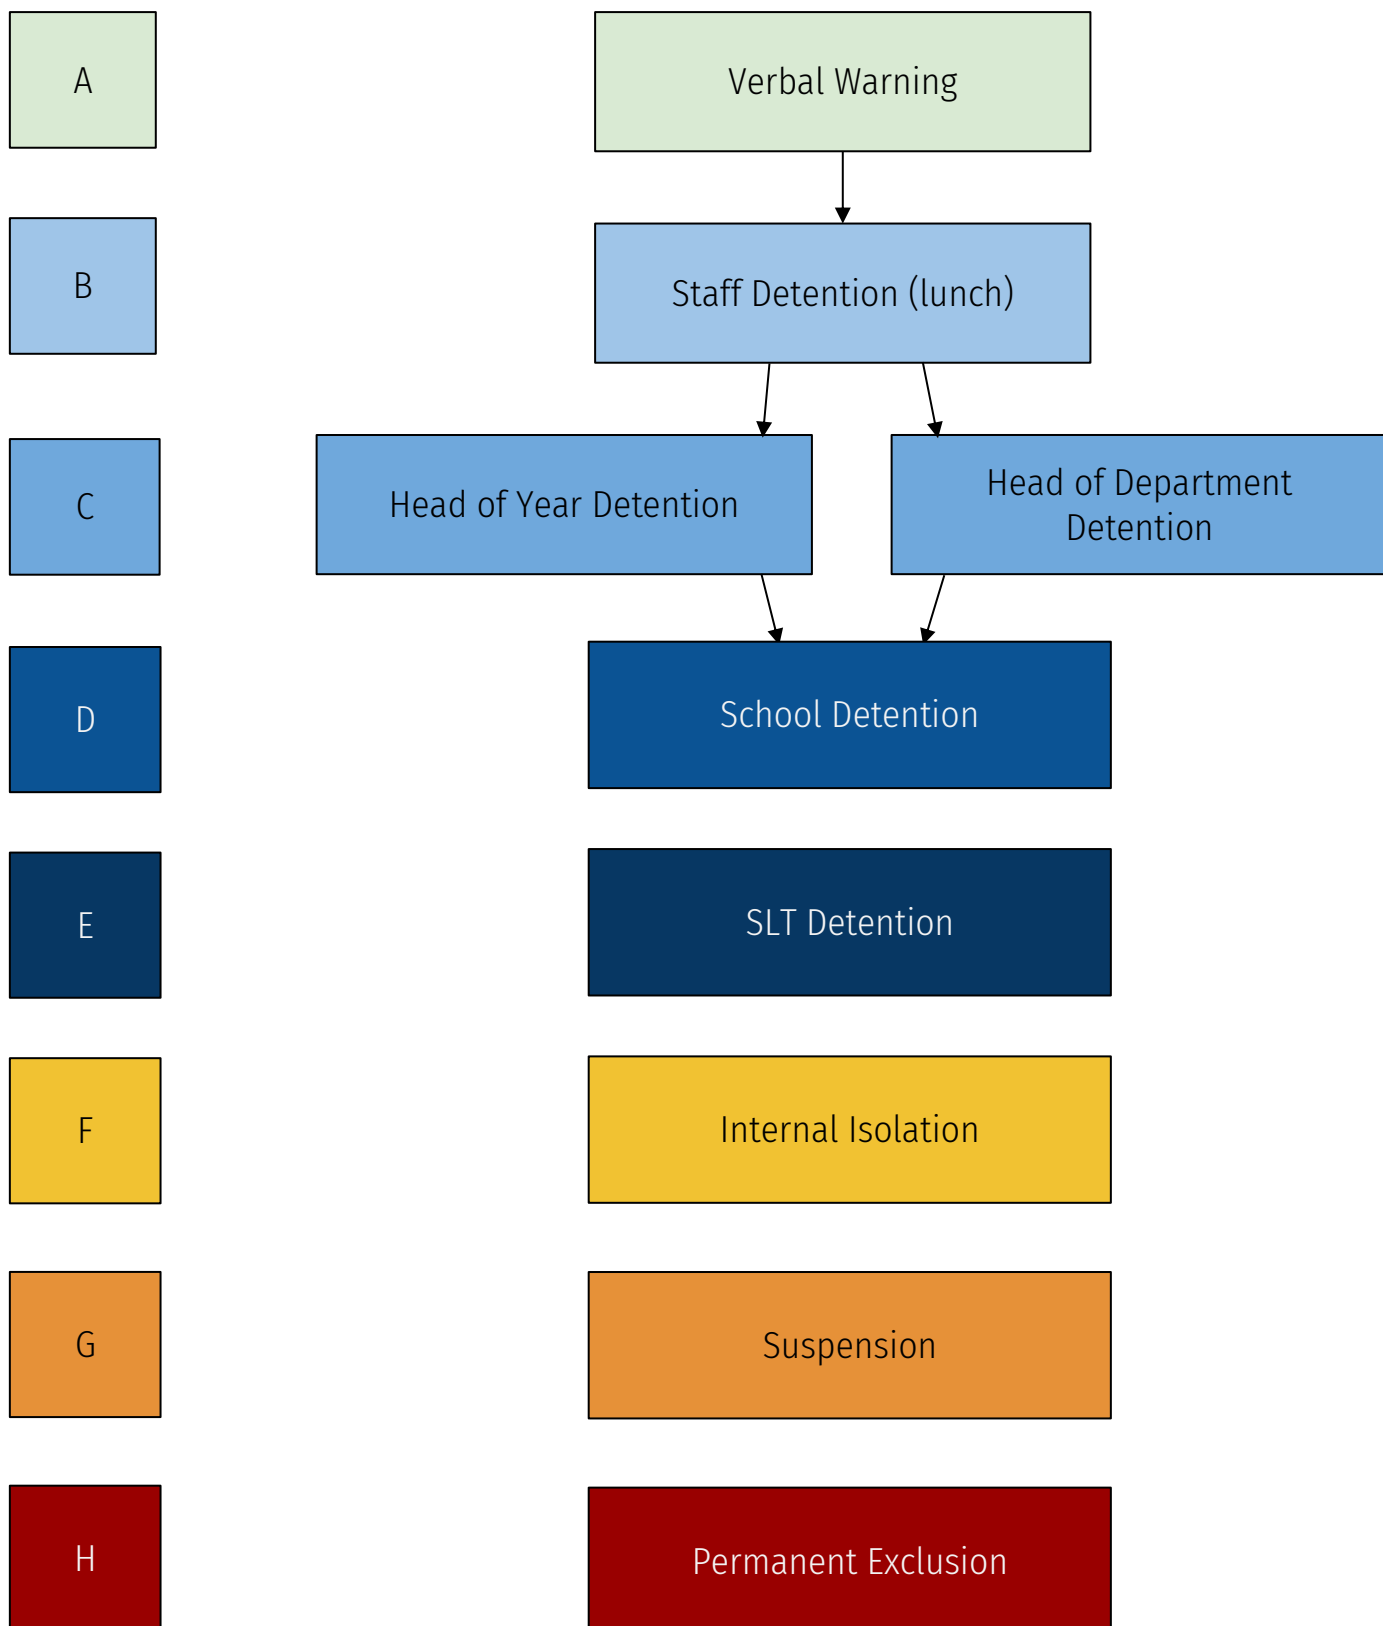 A
Verbal Warning
B
Staff Detention (lunch)
C
Head of Year Detention
Head of Department
Detention
D
School Detention
E
SLT Detention
F
Internal Isolation
G
Suspension
H
Permanent Exclusion